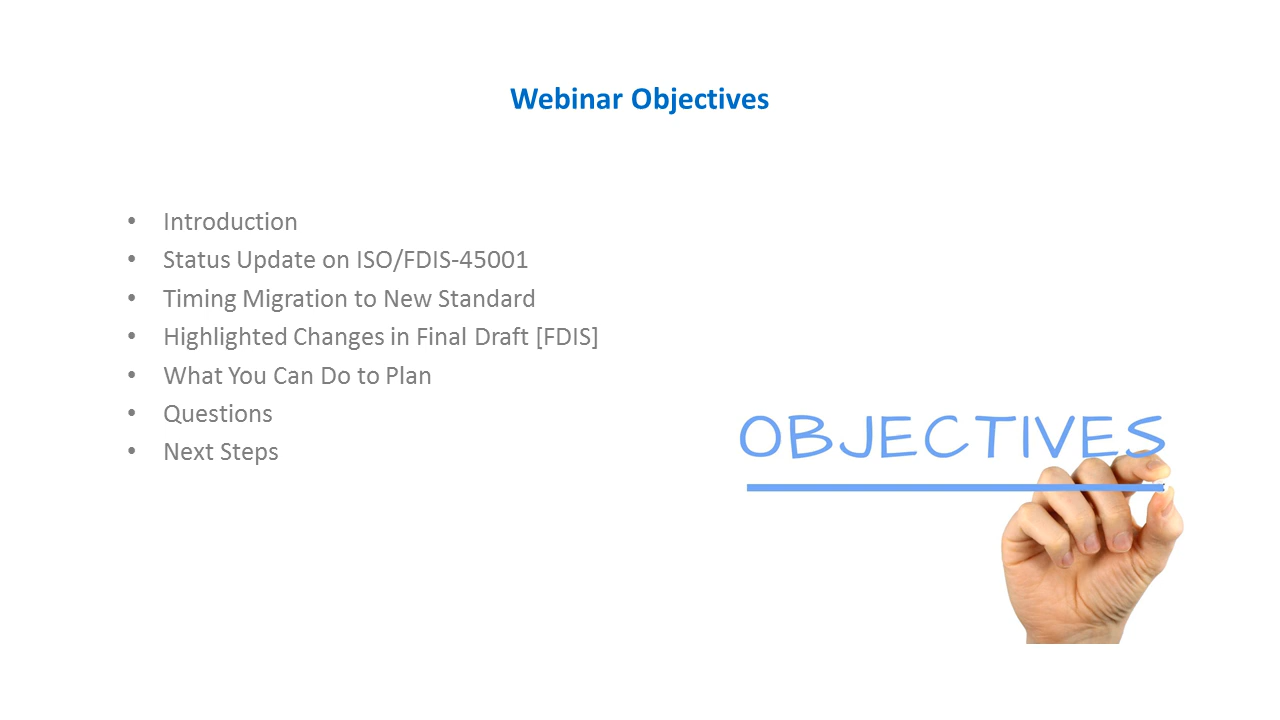 Webinar Objectives
• Introduction
• Status Update on ISO/FDIS-45001
• Timing Migration to New Standard
• Highlighted Changes in Final Draft [FDIS]
• What You Can Do to Plan
• Questions
• Next Steps
OBJECTIVES